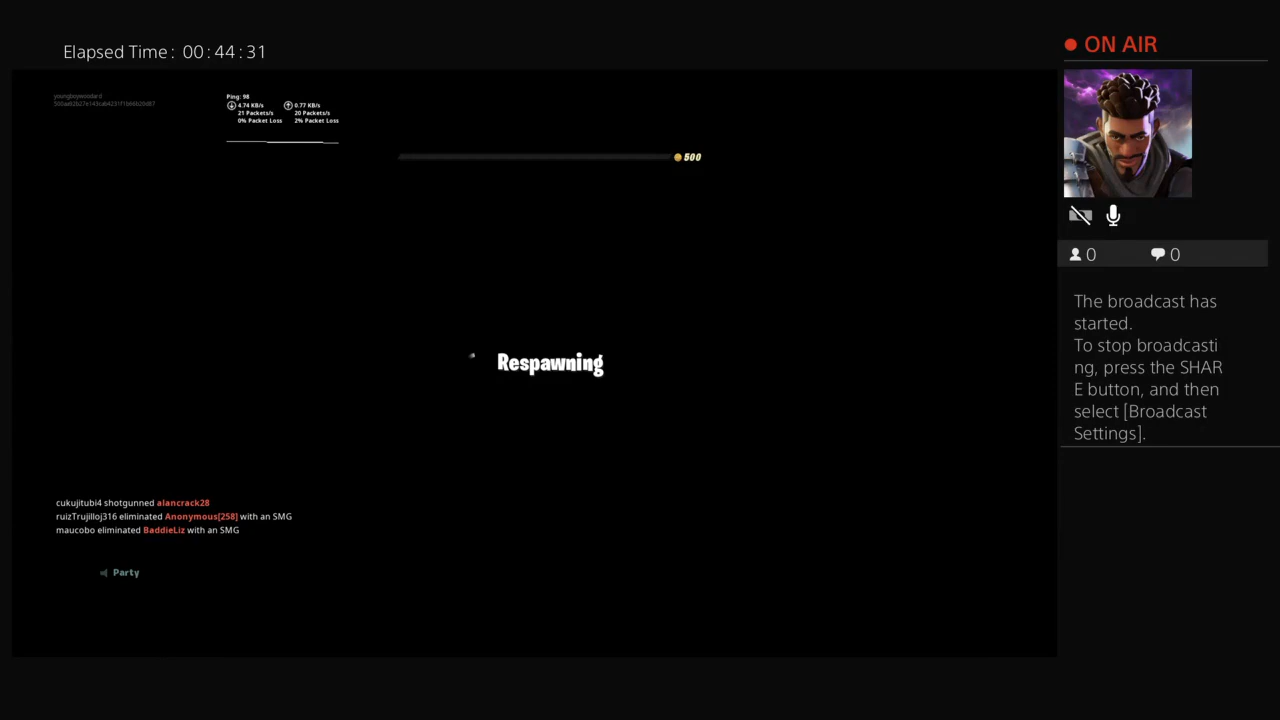 Elapsed Time: 00:44:31
ON AIR
youngboywoodard
Ping: 98
4.74 KB/s 0.77 KB/s
21 Packets/s 20 Packets/s
0% Packet Loss 2% Packet Loss
500
0 0
The broadcast has
started.
To stop broadcasti
ng, press the SHAR
E button, and then
select [Broadcast
Settings].
Respawning
cukujitubi4 shotgunned alancrack28
ruizTrujilloj316 eliminated Anonymous[258] with an SMG
maucobo eliminated BaddieLiz with an SMG
Party